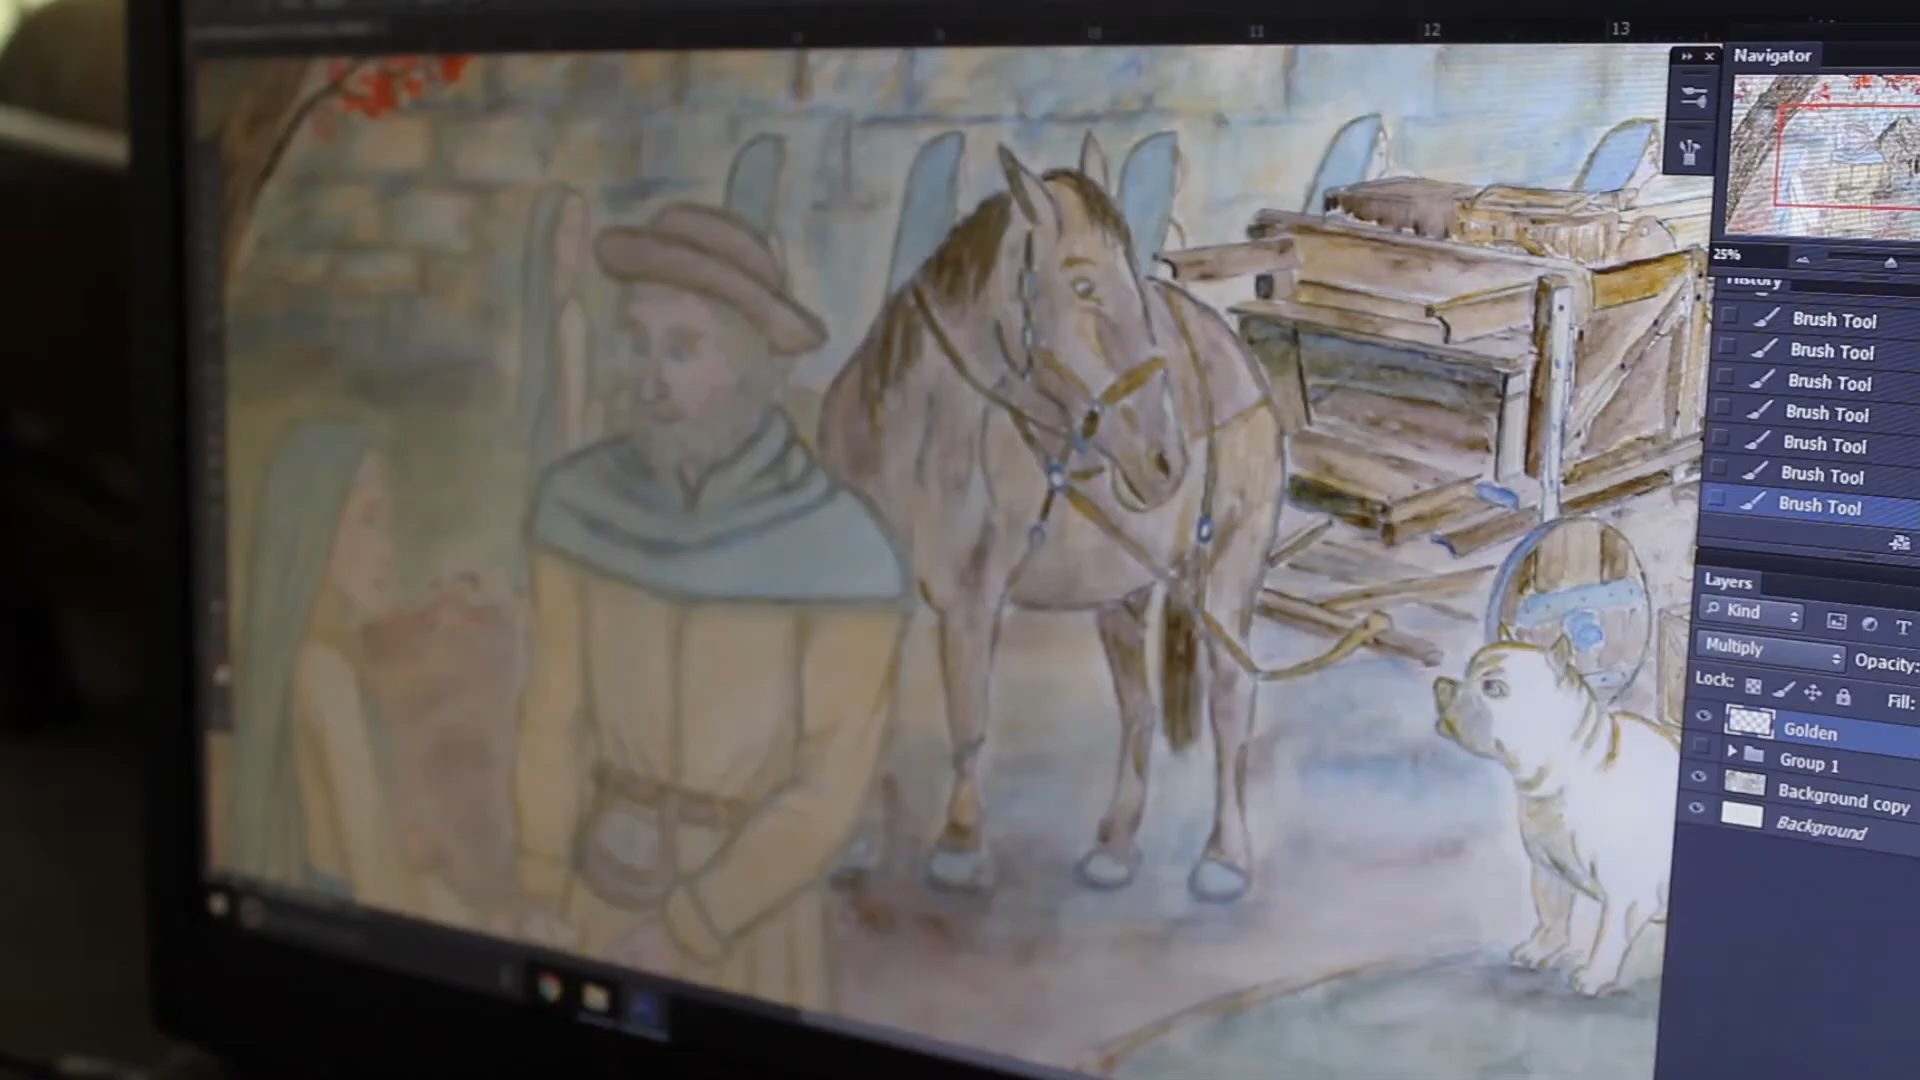 11 12 13
Navigator
25%
History
Brush Tool
Brush Tool
Brush Tool
Brush Tool
Brush Tool
Brush Tool
Brush Tool
Layers
Kind
T
Multiply
Opacity:
Lock:
Fill:
Golden
Group 1
Background copy
Background